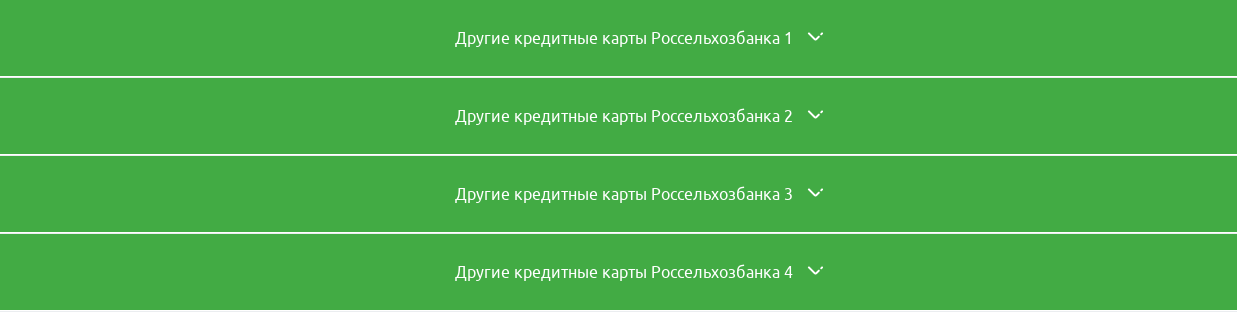 Другие кредитные карты Россельхозбанка 1
Другие кредитные карты Россельхозбанка 2
Другие кредитные карты Россельхозбанка 3
Другие кредитные карты Россельхозбанка 4